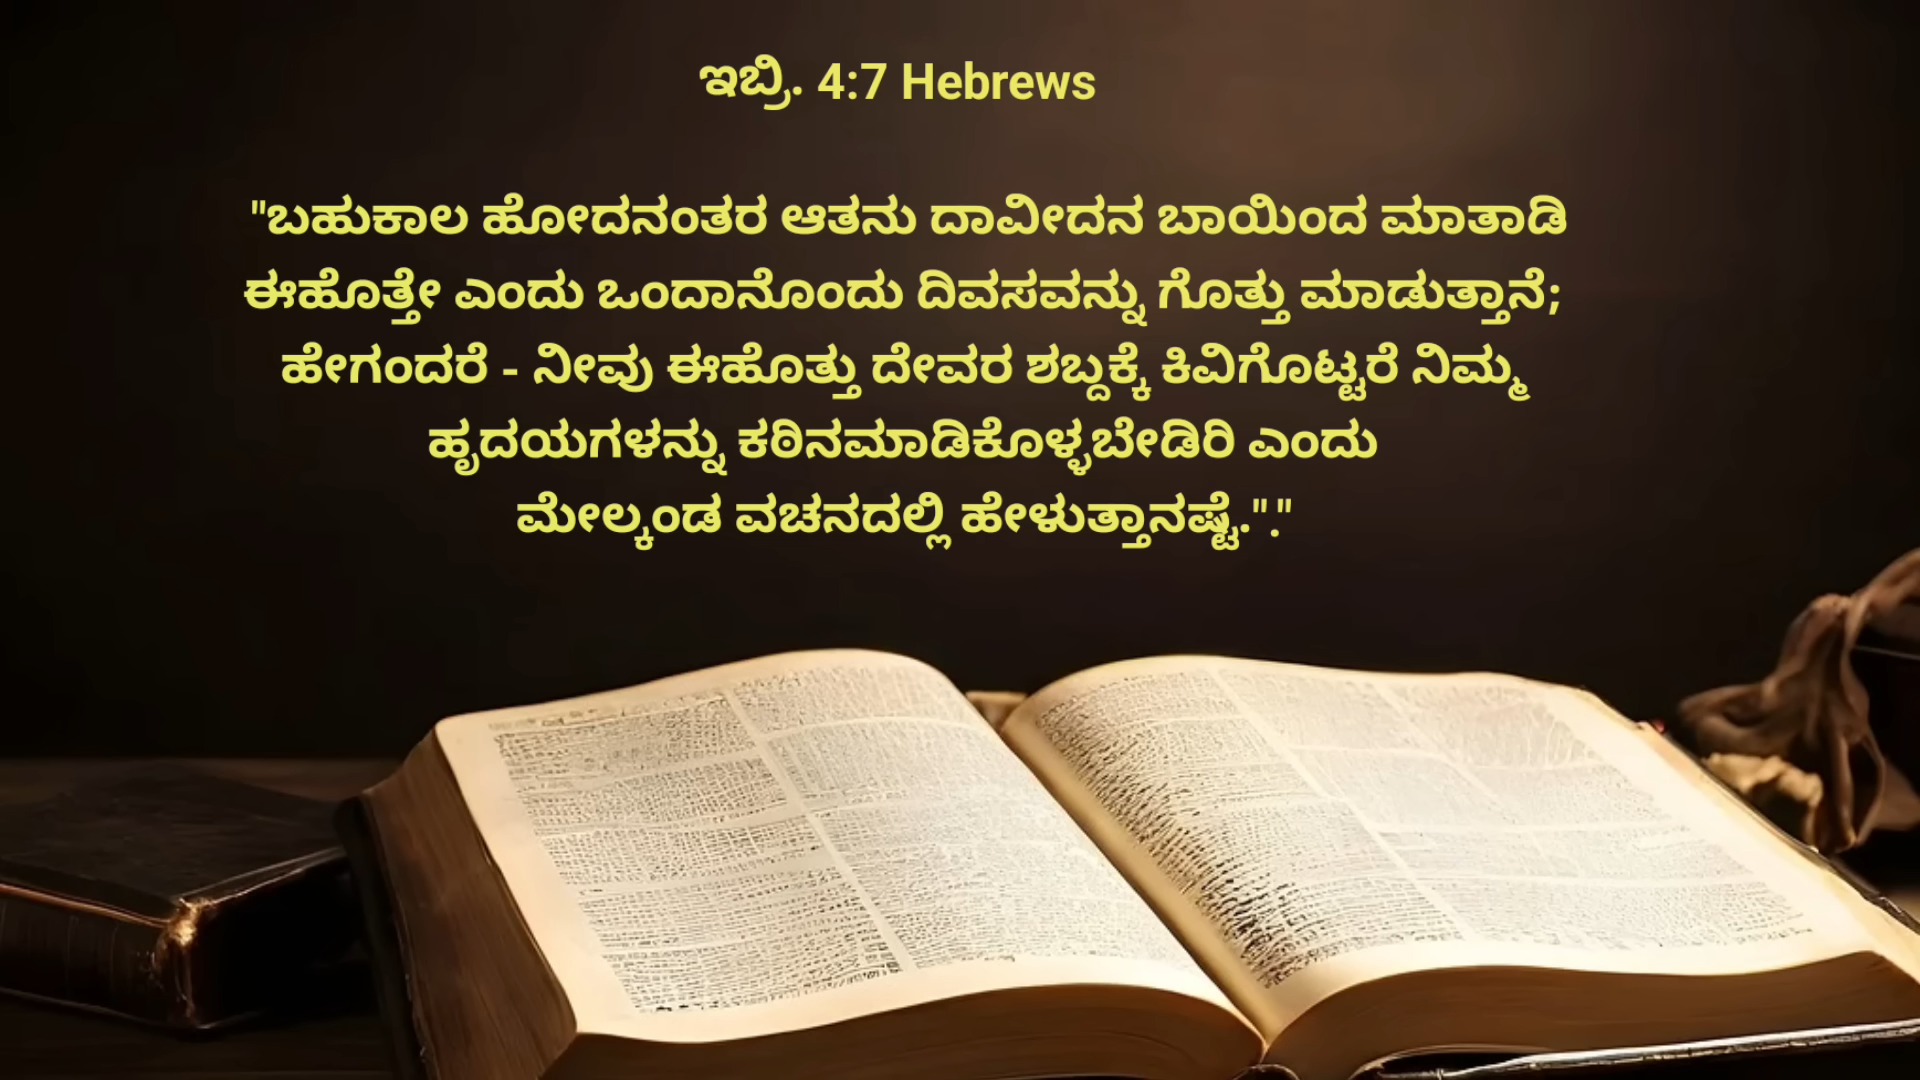 ಇಬ್ರಿ. 4:7 Hebrews
"ಬಹುಕಾಲ ಹೋದನಂತರ ಆತನು ದಾವೀದನ ಬಾಯಿಂದ ಮಾತಾಡಿ
ಈಹೊತ್ತೇ ಎಂದು ಒಂದಾನೊಂದು ದಿವಸವನ್ನು ಗೊತ್ತು ಮಾಡುತ್ತಾನೆ;
ಹೇಗಂದರೆ - ನೀವು ಈಹೊತ್ತು ದೇವರ ಶಬ್ದಕ್ಕೆ ಕಿವಿಗೊಟ್ಟರೆ ನಿಮ್ಮ
ಹೃದಯಗಳನ್ನು ಕಠಿನಮಾಡಿಕೊಳ್ಳಬೇಡಿರಿ ಎಂದು
ಮೇಲ್ಕಂಡ ವಚನದಲ್ಲಿ ಹೇಳುತ್ತಾನಷ್ಟೆ."."